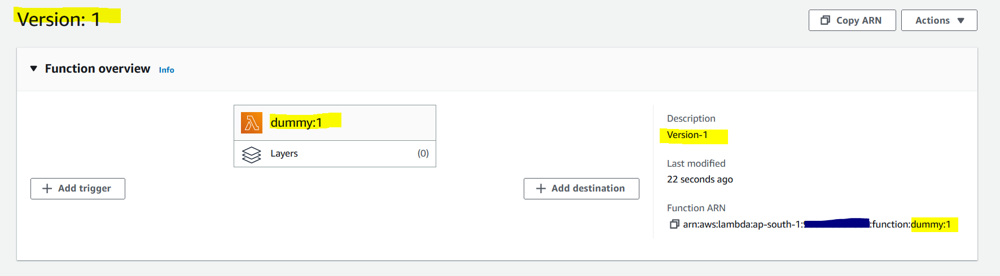 Version: 1
Copy ARN
Actions
Function overview Info
dummy:1
Layers (0)
Add trigger
Add destination
Description
Version-1
Last modified
22 seconds ago
Function ARN
arn:aws:lambda:ap-south-1: :function:dummy:1